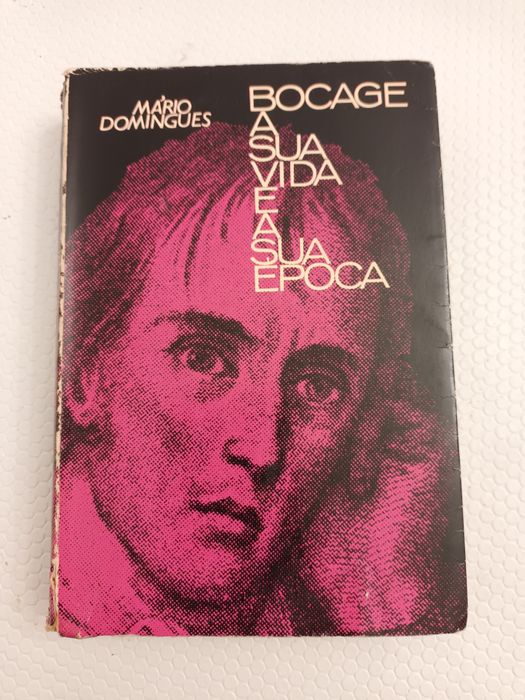 MÁRIO
DOMINGUES
BOCAGE
A
SUA
VIDA
E
A
SUA
ÉPOCA